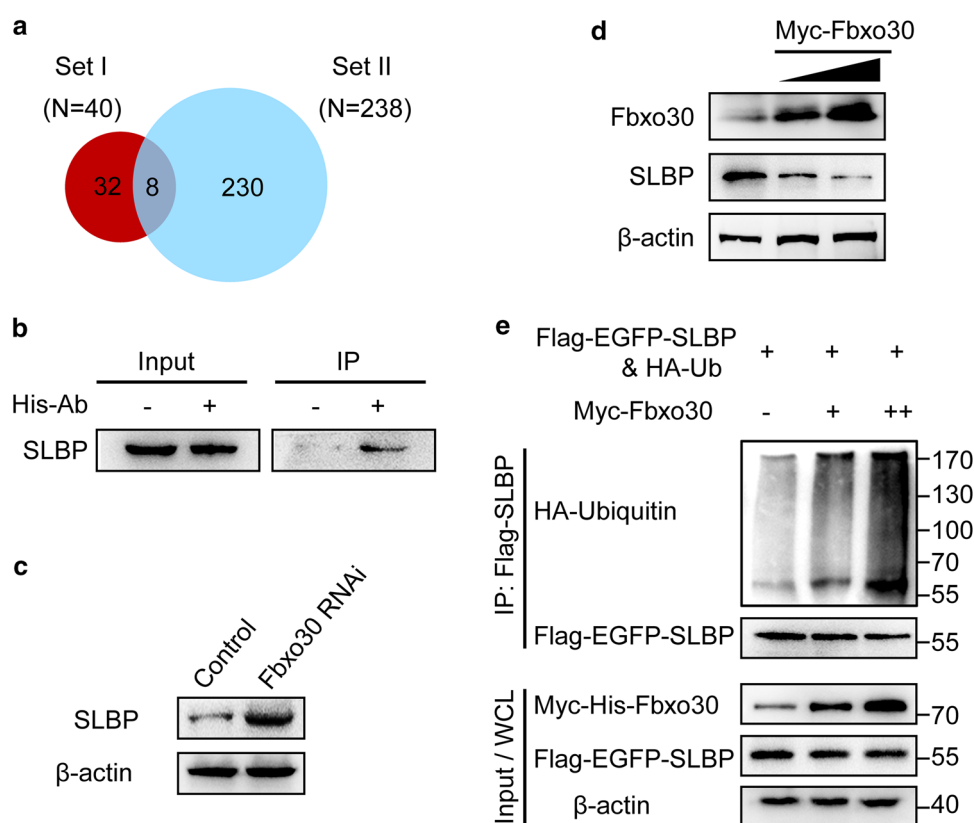 a
Set I
(N=40)
Set II
(N=238)
32
8
230
b
Input
IP
His-Ab - + - +
SLBP
c
Control
Fbxo30 RNAi
SLBP
β-actin
d
Myc-Fbxo30
Fbxo30
SLBP
β-actin
e
Flag-EGFP-SLBP
& HA-Ub
+ + +
Myc-Fbxo30 - + ++
IP: Flag-SLBP
HA-Ubiquitin
170
130
100
70
55
Flag-EGFP-SLBP 55
Input / WCL
Myc-His-Fbxo30 70
Flag-EGFP-SLBP 55
β-actin 40